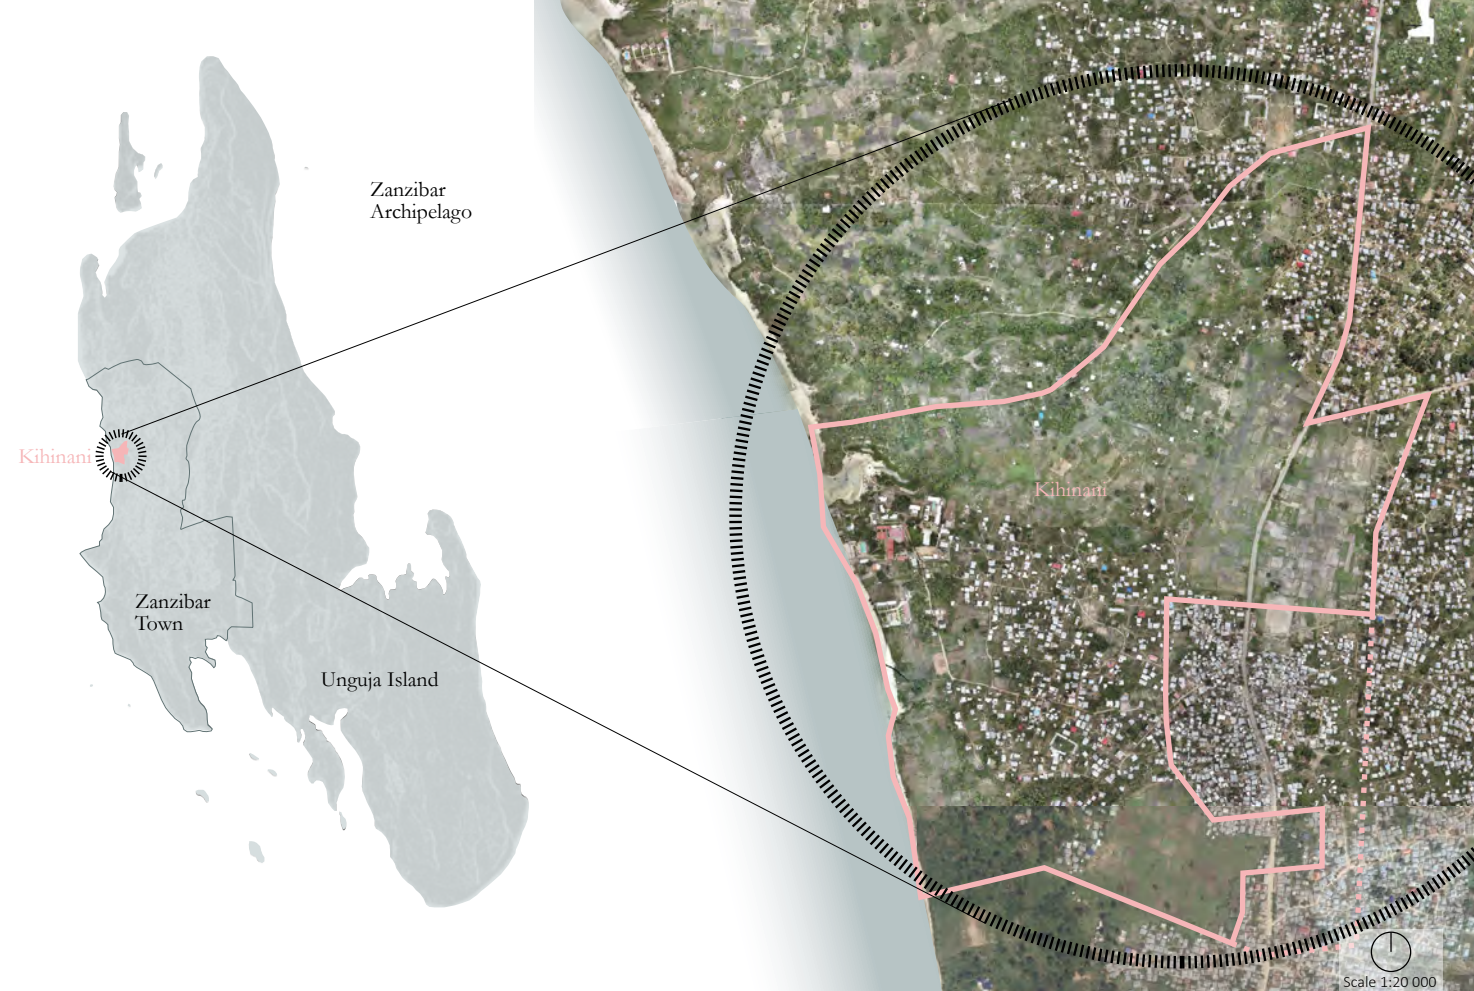 Zanzibar
Archipelago
Kihinani
Kihinani
Zanzibar
Town
Unguja Island
Scale 1:20 000